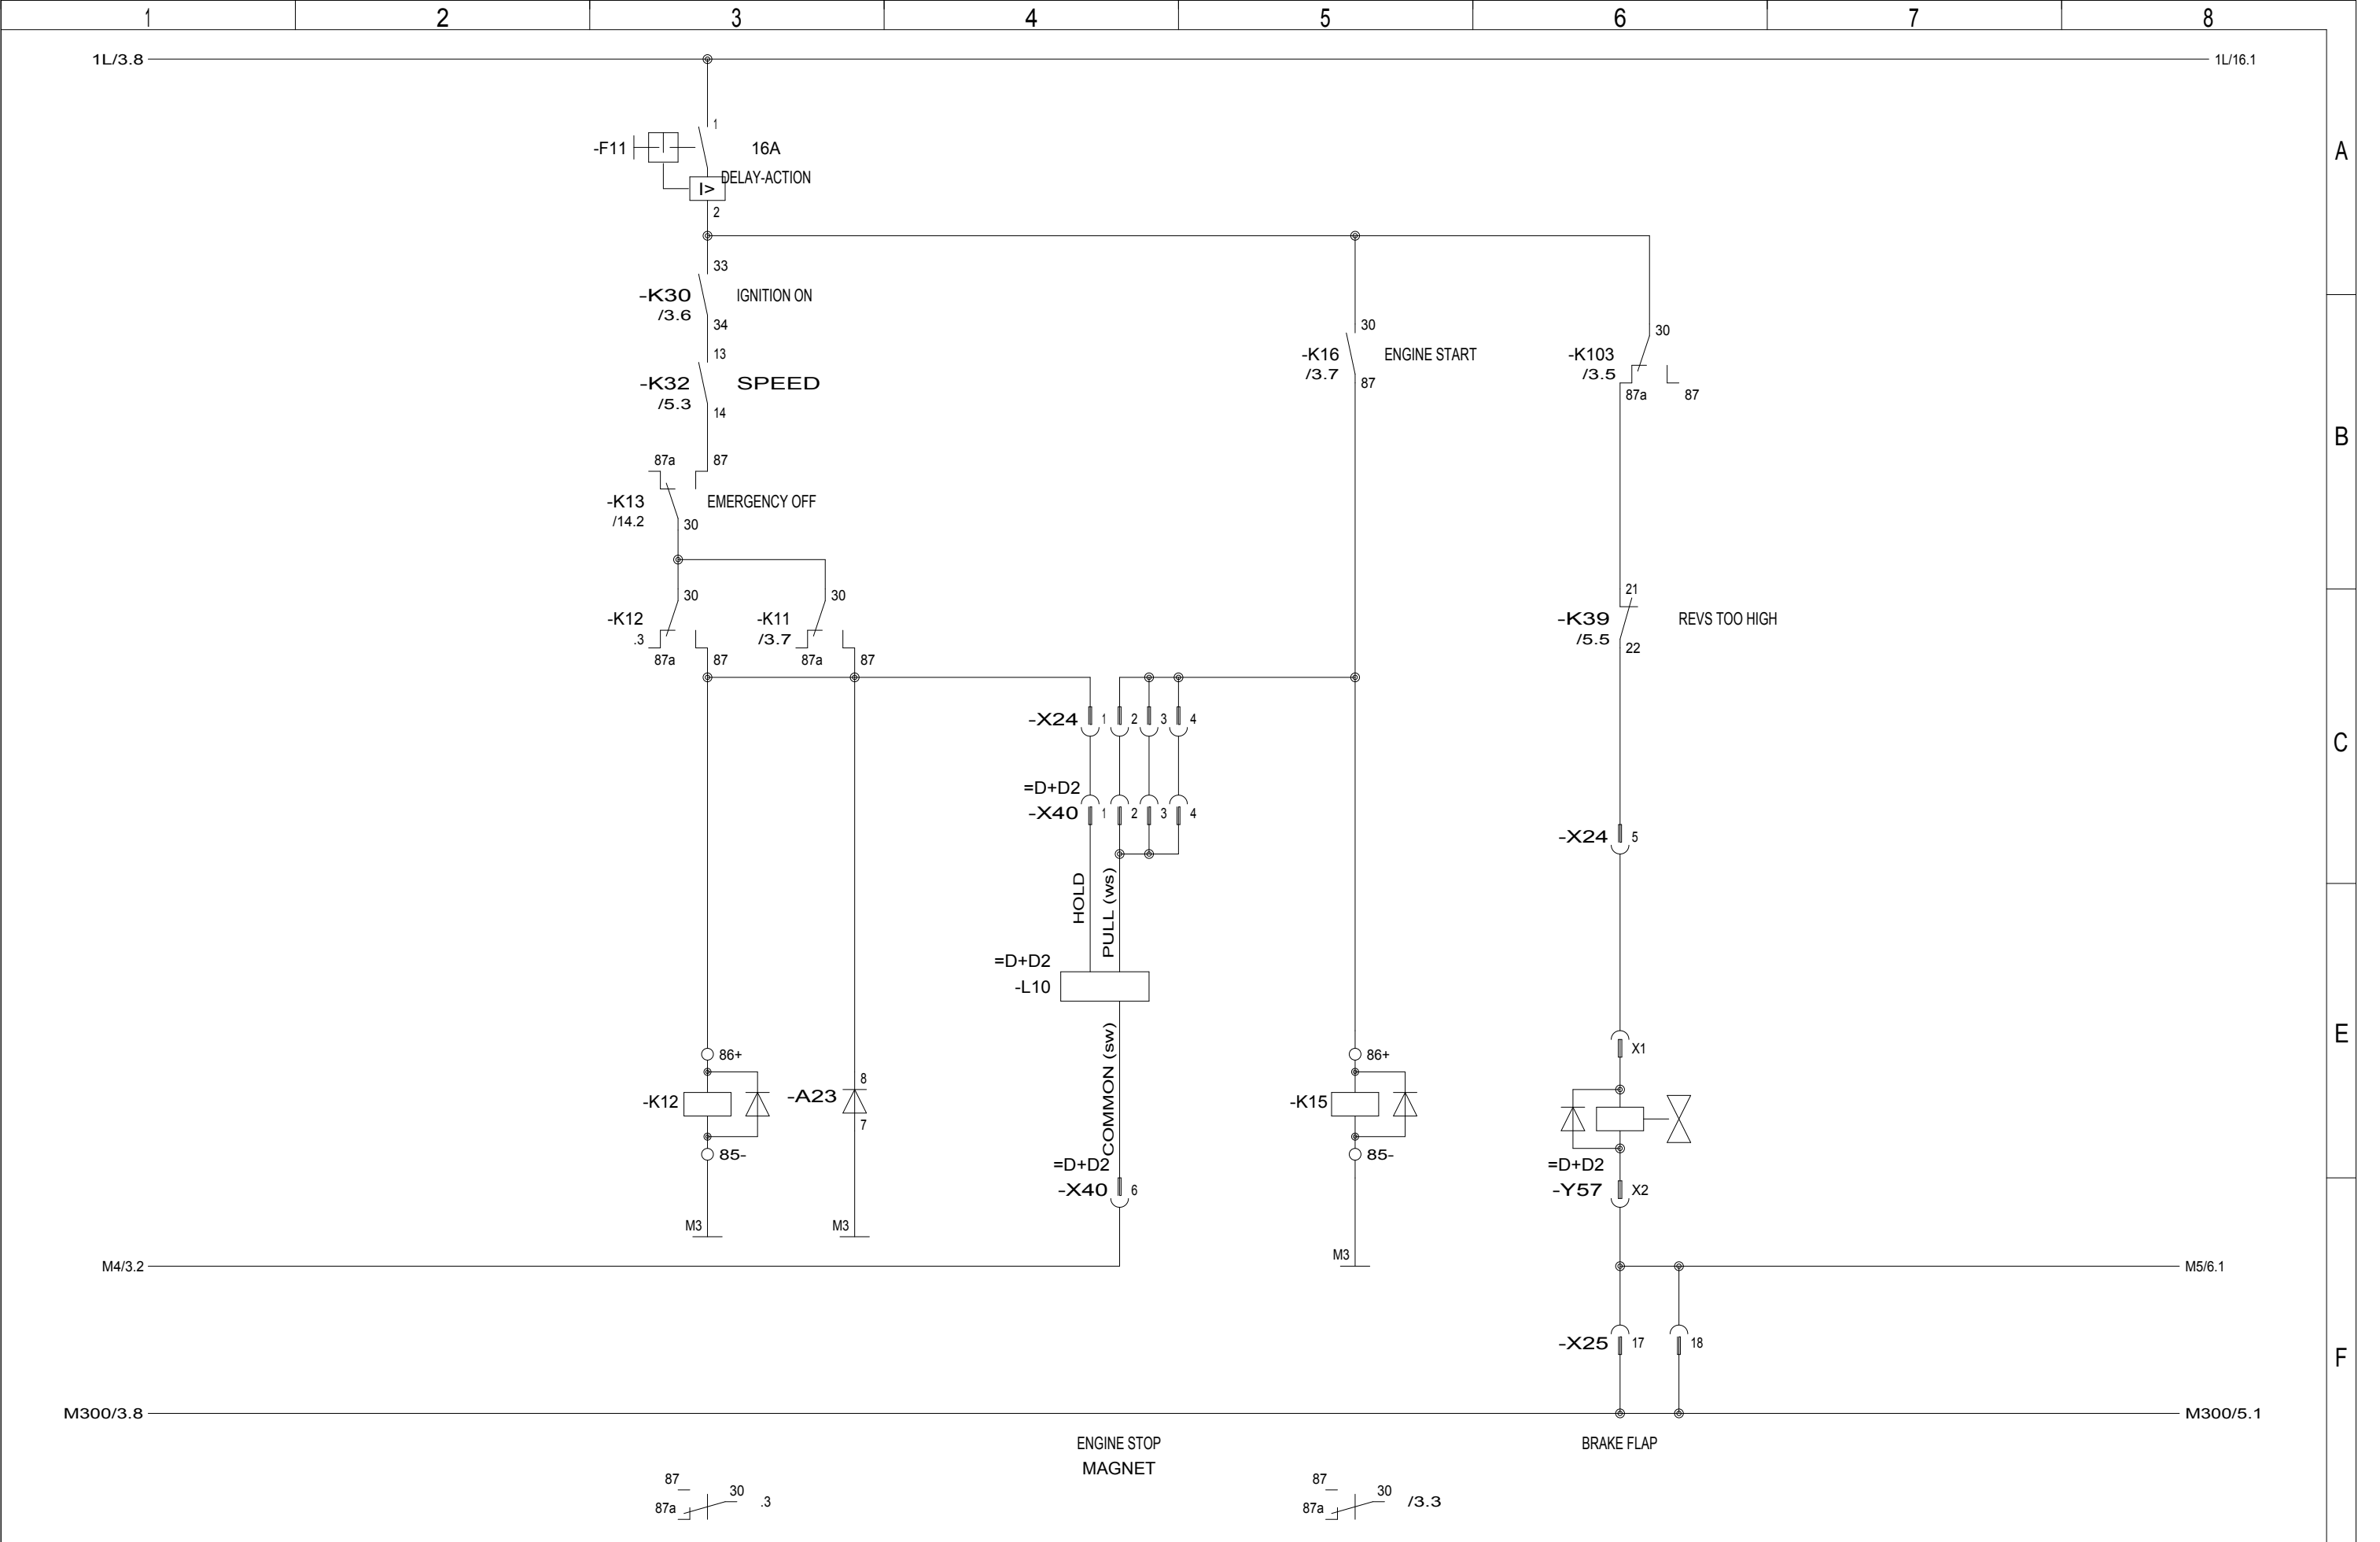 1 2 3 4 5 6 7 8
1L/3.8
1L/16.1
1
-F11
16A
A
DELAY-ACTION
I>
2
33
-K30
IGNITION ON
/3.6
34
30
30
13
-K16
ENGINE START
-K103
/3.7
/3.5
-K32
SPEED
87
/5.3
87a
87
14
B
87a
87
-K13
EMERGENCY OFF
/14.2
30
21
30
30
-K12
-K11
-K39
REVS TOO HIGH
.3
/3.7
/5.5
22
87a
87
87a
87
-X24
1
2
3
4
C
=D+D2
-X40
1
2
3
4
-X24
5
HOLD
PULL (ws)
=D+D2
-L10
COMMON (sw)
E
X1
86+
86+
8
-A23
-K12
-K15
7
85-
85-
=D+D2
=D+D2
-X40
6
-Y57
X2
M3
M3
M3
M4/3.2
M5/6.1
-X25
17
18
F
M300/3.8
M300/5.1
ENGINE STOP
BRAKE FLAP
MAGNET
87
87
30
30
.3
/3.3
87a
87a